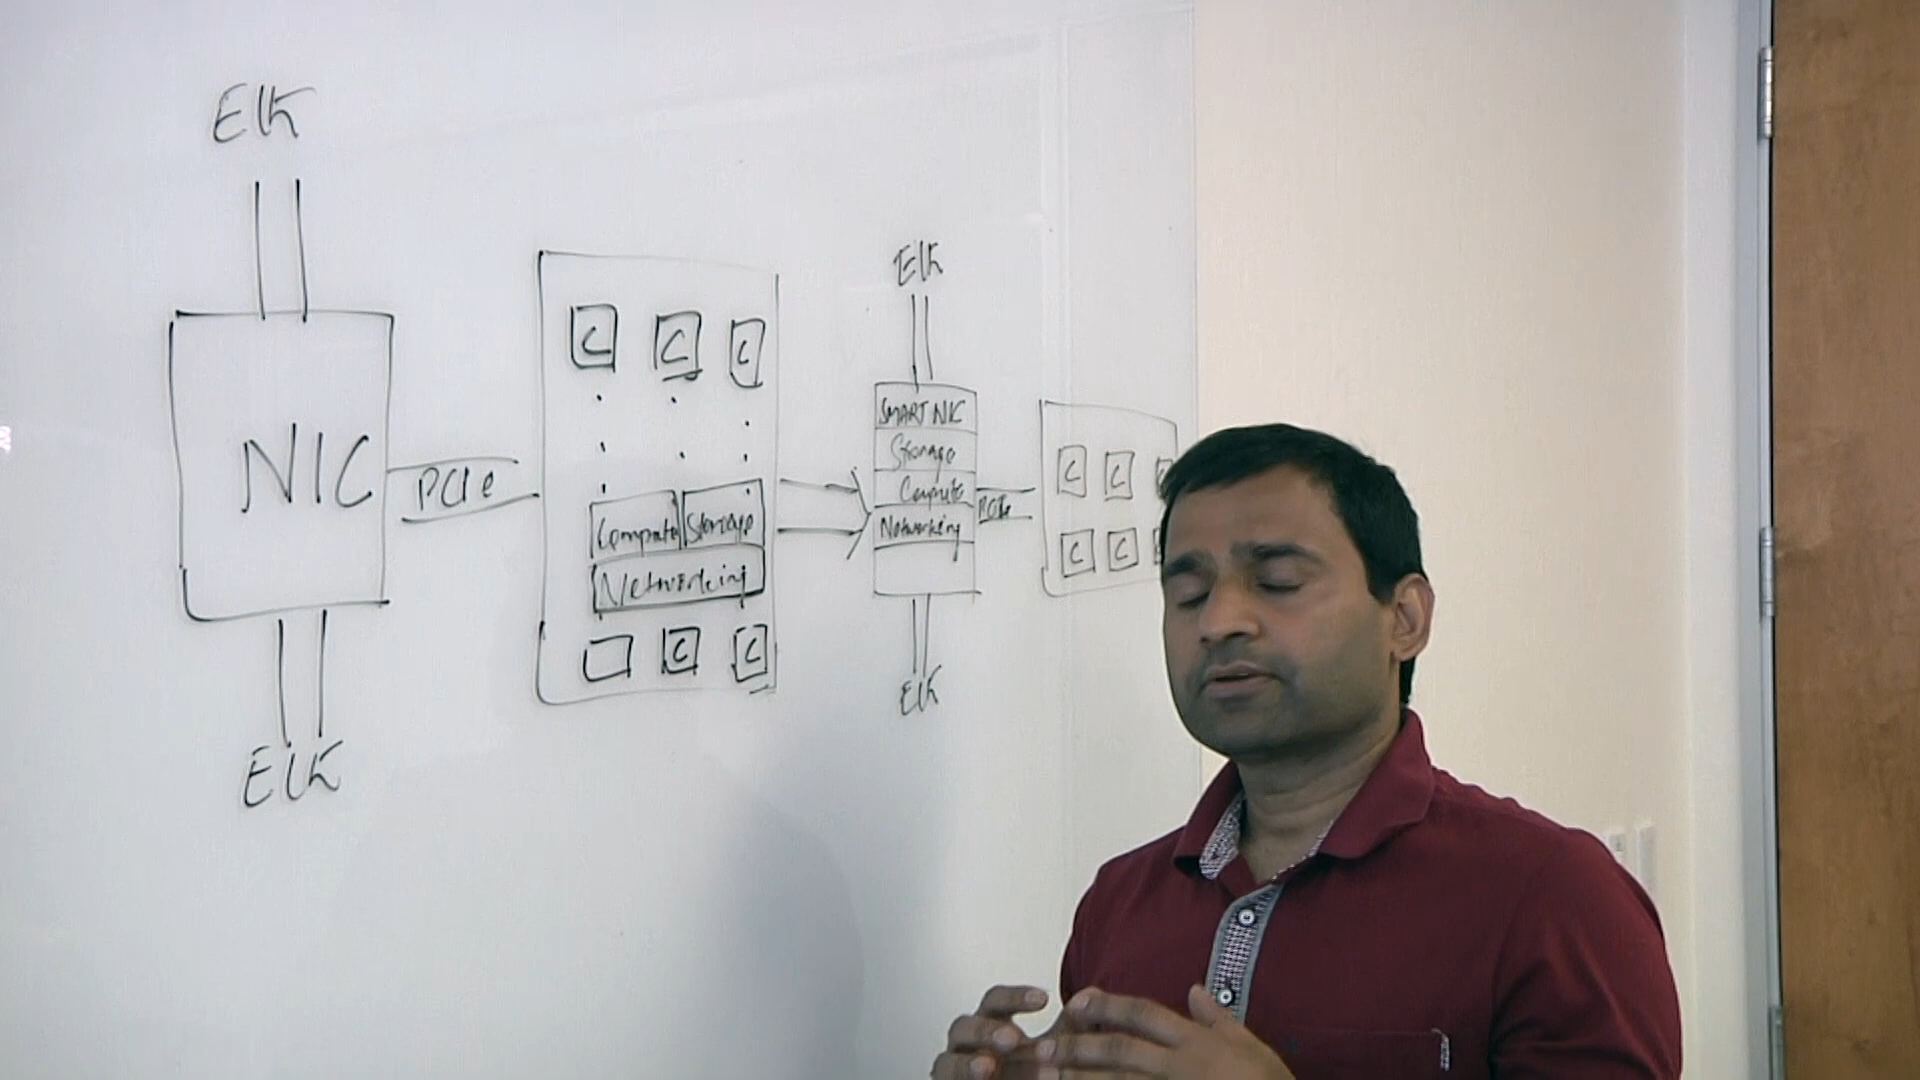 Eth
NIC
PCIe
Eth
C C C
Compute Storage
Networking
C C
Eth
SMART NIC
Storage
Compute
Networking
Eth
PCIe
C C
C C